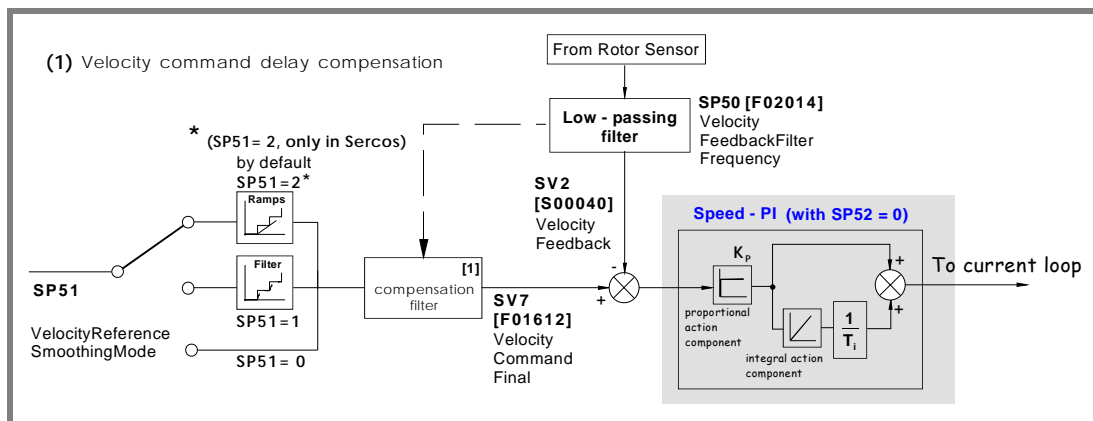 (1) Velocity command delay compensation
From Rotor Sensor
Low - passing
filter
SP50 [F02014]
Velocity
FeedbackFilter
Frequency
* (SP51= 2, only in Sercos)
by default
SP51=2*
Ramps
Filter
SP51=1
SP51= 0
SP51
VelocityReference
SmoothingMode
[1]
compensation
filter
SV2
[S00040]
Velocity
Feedback
-
+
SV7
[F01612]
Velocity
Command
Final
Speed - PI (with SP52 = 0)
KP
proportional
action
component
integral action
component
1
Ti
+
+
To current loop